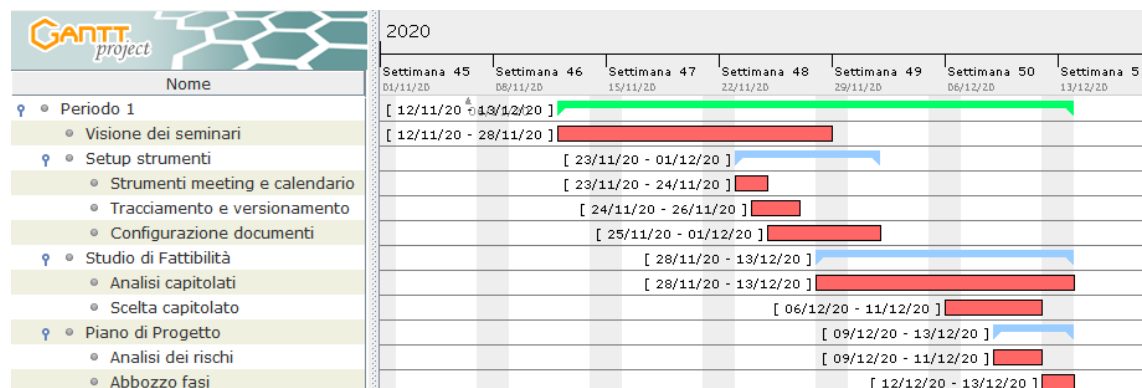 GANTT
project
2020
Settimana 45 Settimana 46 Settimana 47 Settimana 48 Settimana 49 Settimana 50 Settimana 5
01/11/20 08/11/20 15/11/20 22/11/20 29/11/20 06/12/20 13/12/20
Nome
Periodo 1 [ 12/11/20 - 13/12/20 ]
Visione dei seminari [ 12/11/20 - 28/11/20 ]
Setup strumenti [ 23/11/20 - 01/12/20 ]
Strumenti meeting e calendario [ 23/11/20 - 24/11/20 ]
Tracciamento e versionamento [ 24/11/20 - 26/11/20 ]
Configurazione documenti [ 25/11/20 - 01/12/20 ]
Studio di Fattibilità [ 28/11/20 - 13/12/20 ]
Analisi capitolati [ 28/11/20 - 13/12/20 ]
Scelta capitolato [ 06/12/20 - 11/12/20 ]
Piano di Progetto [ 09/12/20 - 13/12/20 ]
Analisi dei rischi [ 09/12/20 - 11/12/20 ]
Abbozzo fasi [ 12/12/20 - 13/12/20 ]